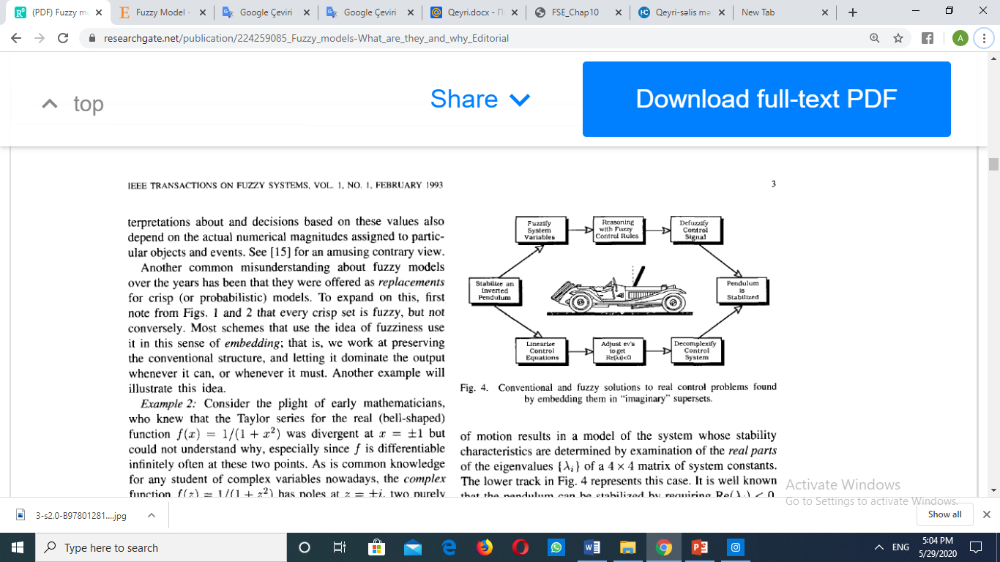 (PDF) Fuzzy mo
Fuzzy Model -
Google Çeviri
Google Çeviri
Qeyri.docx - П
FSE_Chap10
Qeyri-səlis mə
New Tab
researchgate.net/publication/224259085_Fuzzy_models-What_are_they_and_why_Editorial
A
top
Share
Download full-text PDF
IEEE TRANSACTIONS ON FUZZY SYSTEMS, VOL. 1, NO. 1, FEBRUARY 1993
3
terpretations about and decisions based on these values also
depend on the actual numerical magnitudes assigned to partic-
ular objects and events. See [15] for an amusing contrary view.
Another common misunderstanding about fuzzy models
over the years has been that they were offered as replacements
for crisp (or probabilistic) models. To expand on this, first
note from Figs. 1 and 2 that every crisp set is fuzzy, but not
conversely. Most schemes that use the idea of fuzziness use
it in this sense of embedding; that is, we work at preserving
the conventional structure, and letting it dominate the output
whenever it can, or whenever it must. Another example will
illustrate this idea.
Example 2: Consider the plight of early mathematicians,
who knew that the Taylor series for the real (bell-shaped)
function f(x) = 1/(1 + x²) was divergent at x = ±1 but
could not understand why, especially since f is differentiable
infinitely often at these two points. As is common knowledge
for any student of complex variables nowadays, the complex
function f(z) = 1/(1 + z²) has poles at z = ±i, two purely
Fuzzify
System
Variables
Reasoning
with Fuzzy
Control Rules
Defuzzify
Control
Signal
Stabilize an
Inverted
Pendulum
Pendulum
is
Stabilized
Linearize
Control
Equations
Adjust ev's
to get
Re(λi)<0
Decomplexify
Control
System
Fig. 4. Conventional and fuzzy solutions to real control problems found
by embedding them in “imaginary” supersets.
of motion results in a model of the system whose stability
characteristics are determined by examination of the real parts
of the eigenvalues {λᵢ} of a 4 × 4 matrix of system constants.
The lower track in Fig. 4 represents this case. It is well known
that the pendulum can be stabilized by requiring Re(λᵢ) < 0
Activate Windows
Go to Settings to activate Windows.
3-s2.0-B97801281....jpg
Show all
Type here to search
ENG
5:04 PM
5/29/2020